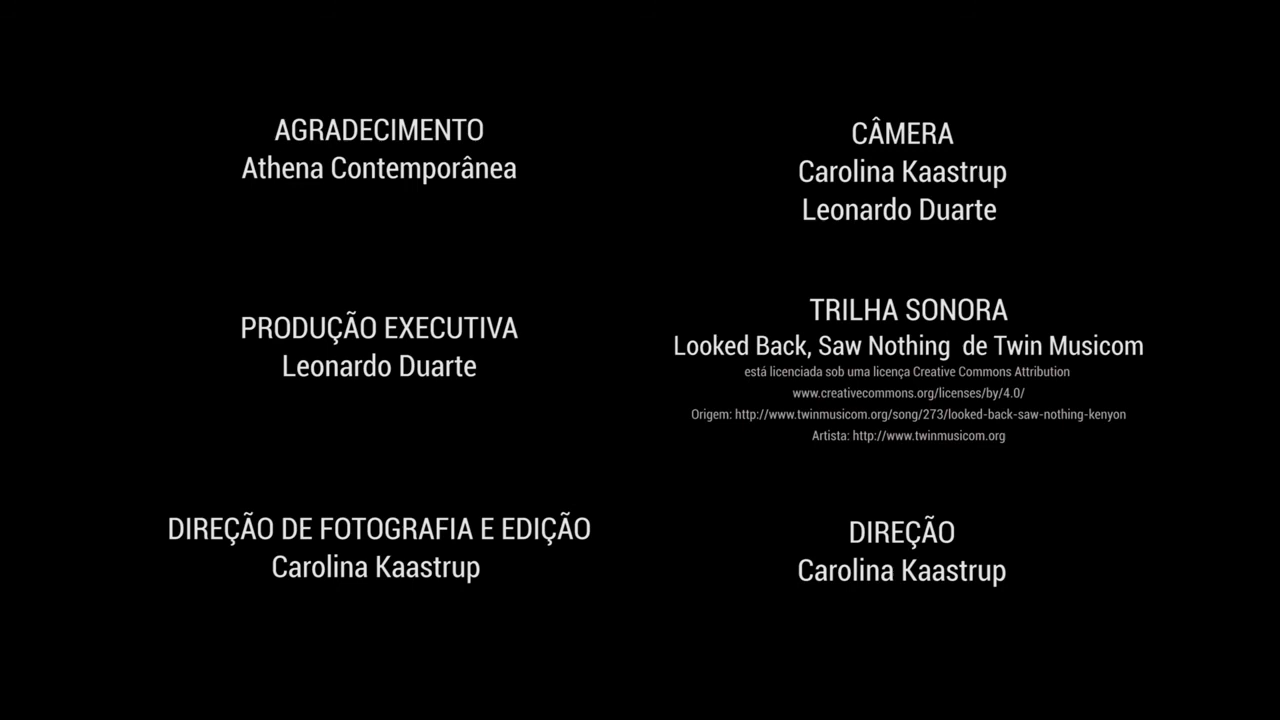 AGRADECIMENTO
Athena Contemporânea
PRODUÇÃO EXECUTIVA
Leonardo Duarte
DIREÇÃO DE FOTOGRAFIA E EDIÇÃO
Carolina Kaastrup
CÂMERA
Carolina Kaastrup
Leonardo Duarte
TRILHA SONORA
Looked Back, Saw Nothing  de Twin Musicom
está licenciada sob uma licença Creative Commons Attribution
www.creativecommons.org/licenses/by/4.0/
Origem: http://www.twinmusicom.org/song/273/looked-back-saw-nothing-kenyon
Artista: http://www.twinmusicom.org
DIREÇÃO
Carolina Kaastrup